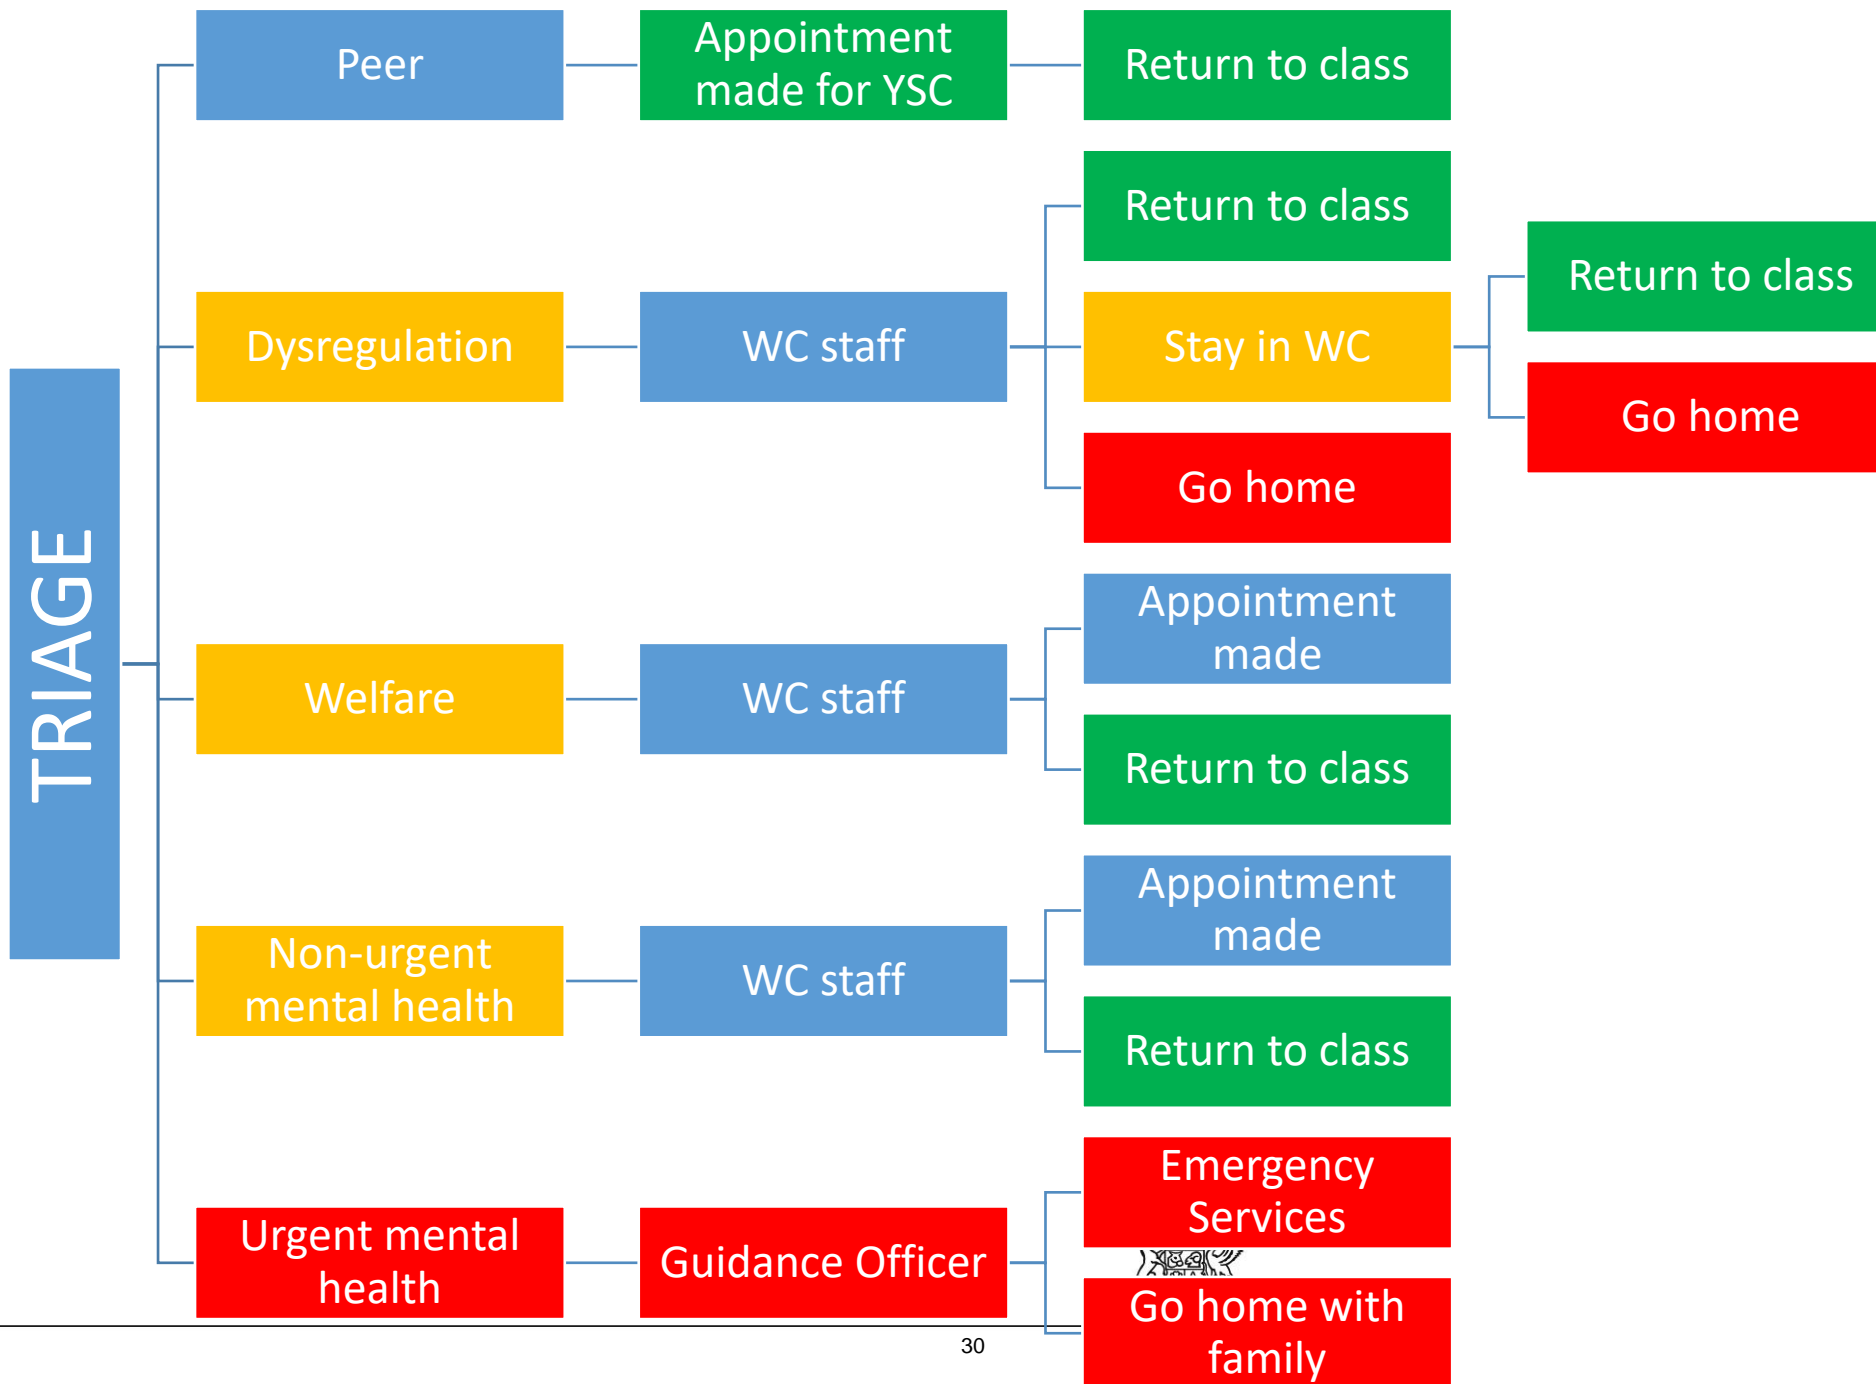 TRIAGE
Peer
Appointment
made for YSC
Return to class
Dysregulation
WC staff
Return to class
Stay in WC
Return to class
Go home
Go home
Welfare
WC staff
Appointment
made
Return to class
Non-urgent
mental health
WC staff
Appointment
made
Return to class
Urgent mental
health
Guidance Officer
Emergency
Services
Go home with
family
30